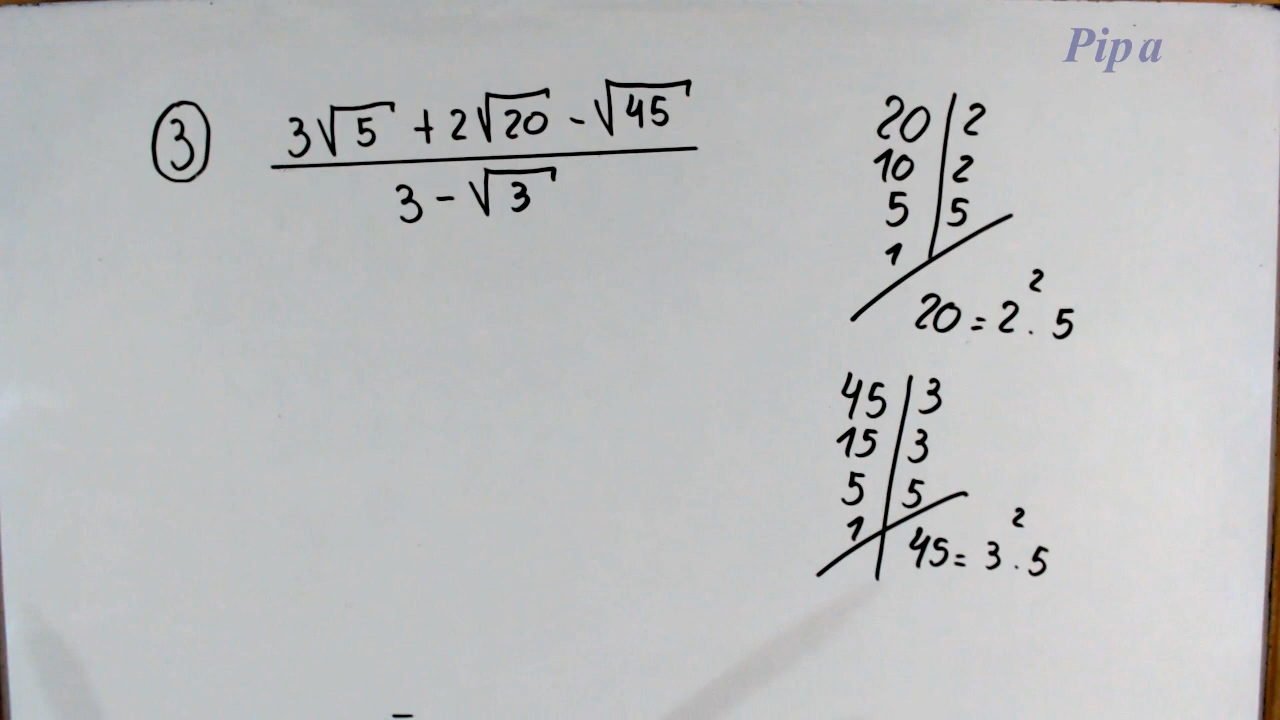 Pipa
③ 3√5 + 2√20 - √45
3 - √3
20 | 2
10 | 2
5 | 5
1
20 = 2² . 5
45 | 3
15 | 3
5 | 5
1
45 = 3² . 5